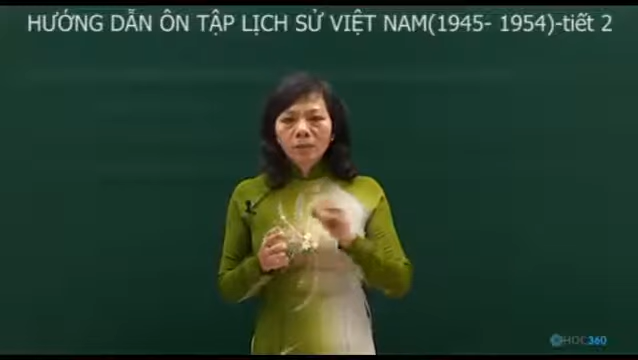 HƯỚNG DẪN ÔN TẬP LỊCH SỬ VIỆT NAM(1945- 1954)-tiết 2
HOC360